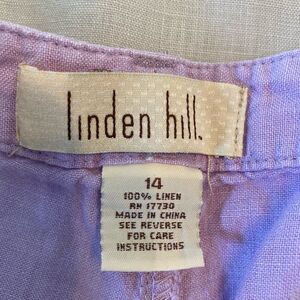 linden hill.
14
100% LINEN
RN 17730
MADE IN CHINA
SEE REVERSE
FOR CARE
INSTRUCTIONS